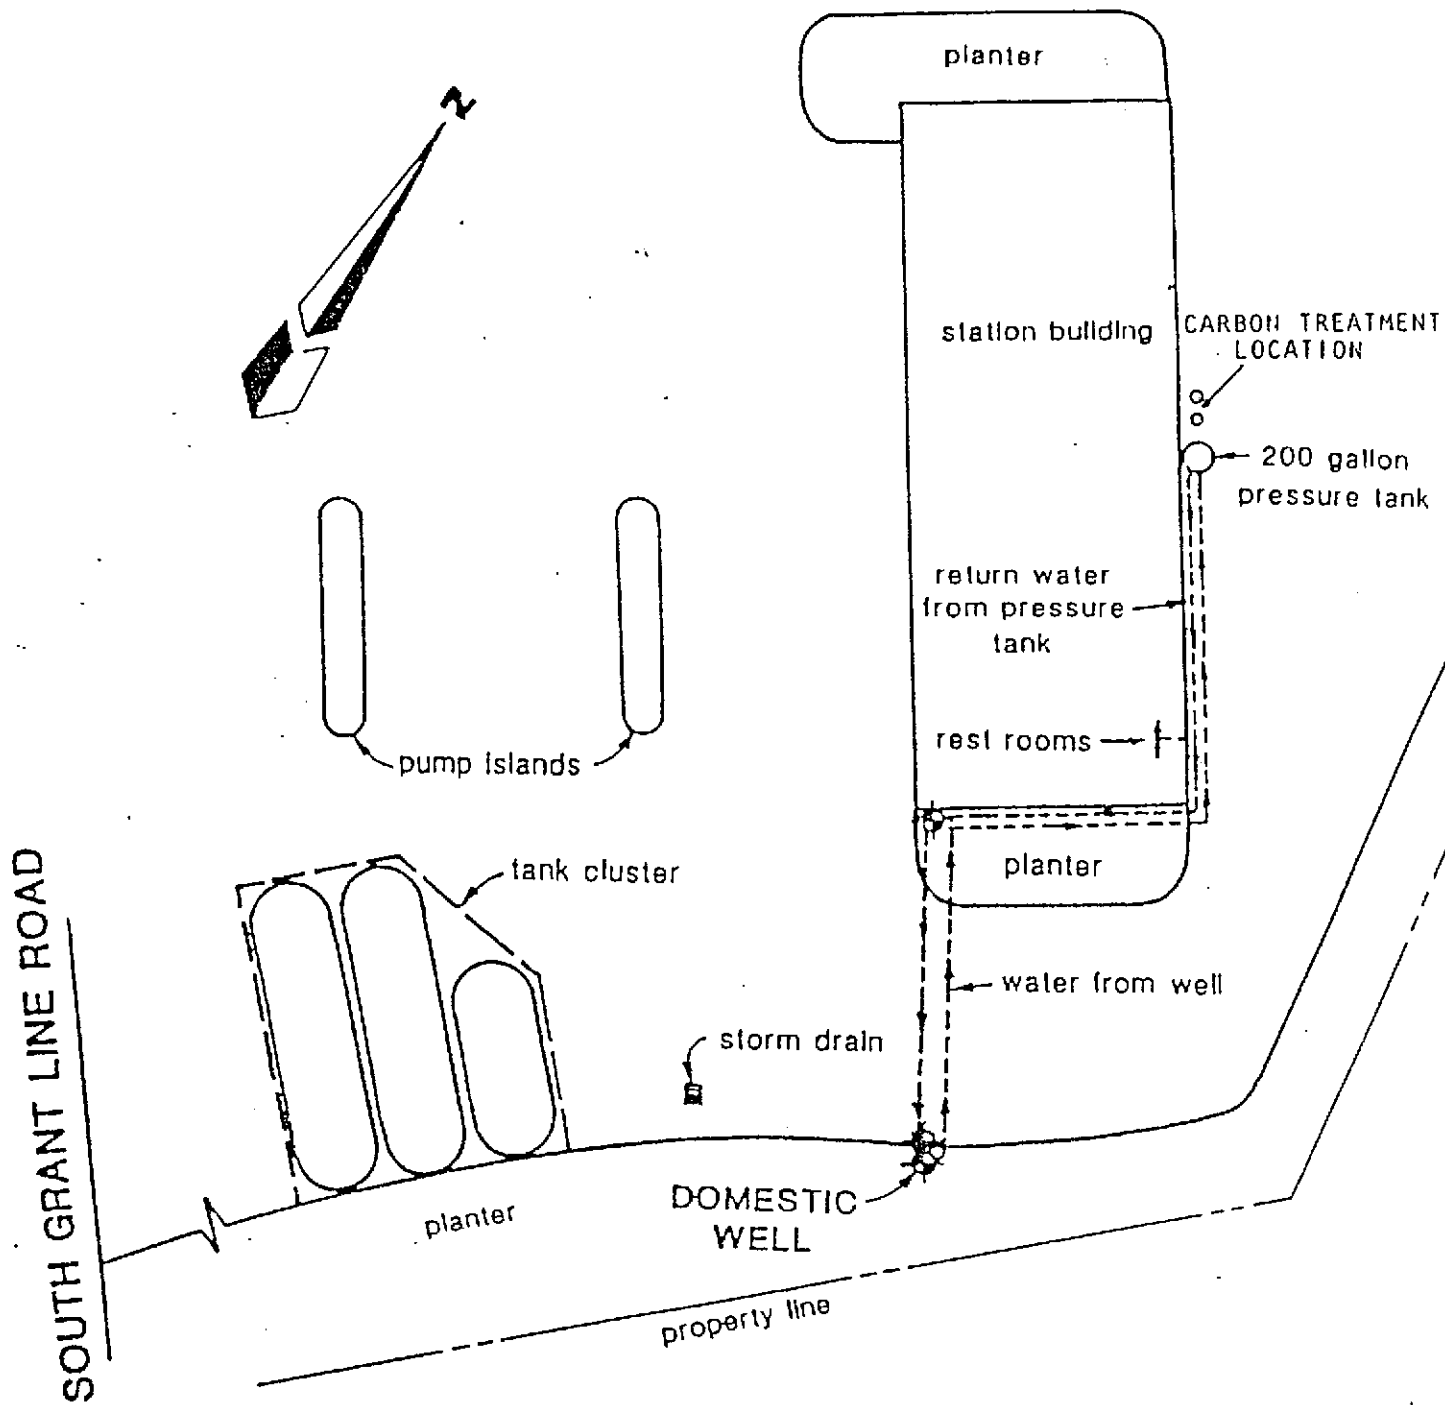 planter
N
station building
CARBON TREATMENT
LOCATION
200 gallon
pressure tank
return water
from pressure
tank
rest rooms
pump islands
planter
tank cluster
water from well
storm drain
SOUTH GRANT LINE ROAD
DOMESTIC
WELL
planter
property line